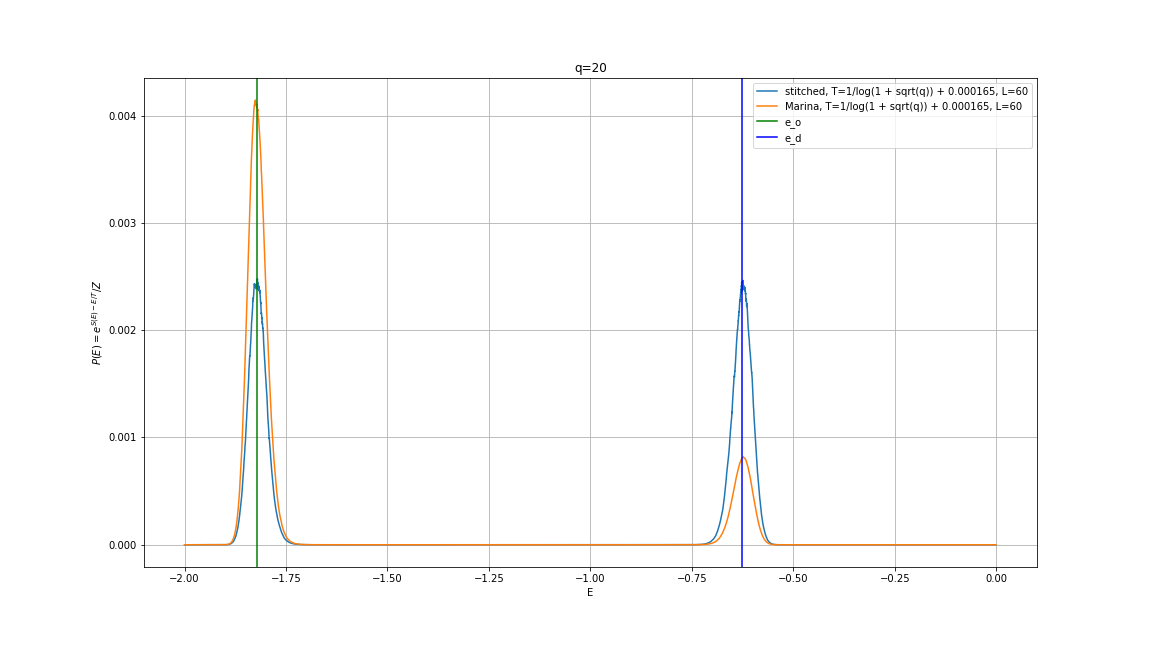 q=20
stitched, T=1/log(1 + sqrt(q)) + 0.000165, L=60
Marina, T=1/log(1 + sqrt(q)) + 0.000165, L=60
e_o
e_d
0.004
0.003
0.002
0.001
0.000
P(E) = e^{S(E) − E/T}/Z
−2.00 −1.75 −1.50 −1.25 −1.00 −0.75 −0.50 −0.25 0.00
E